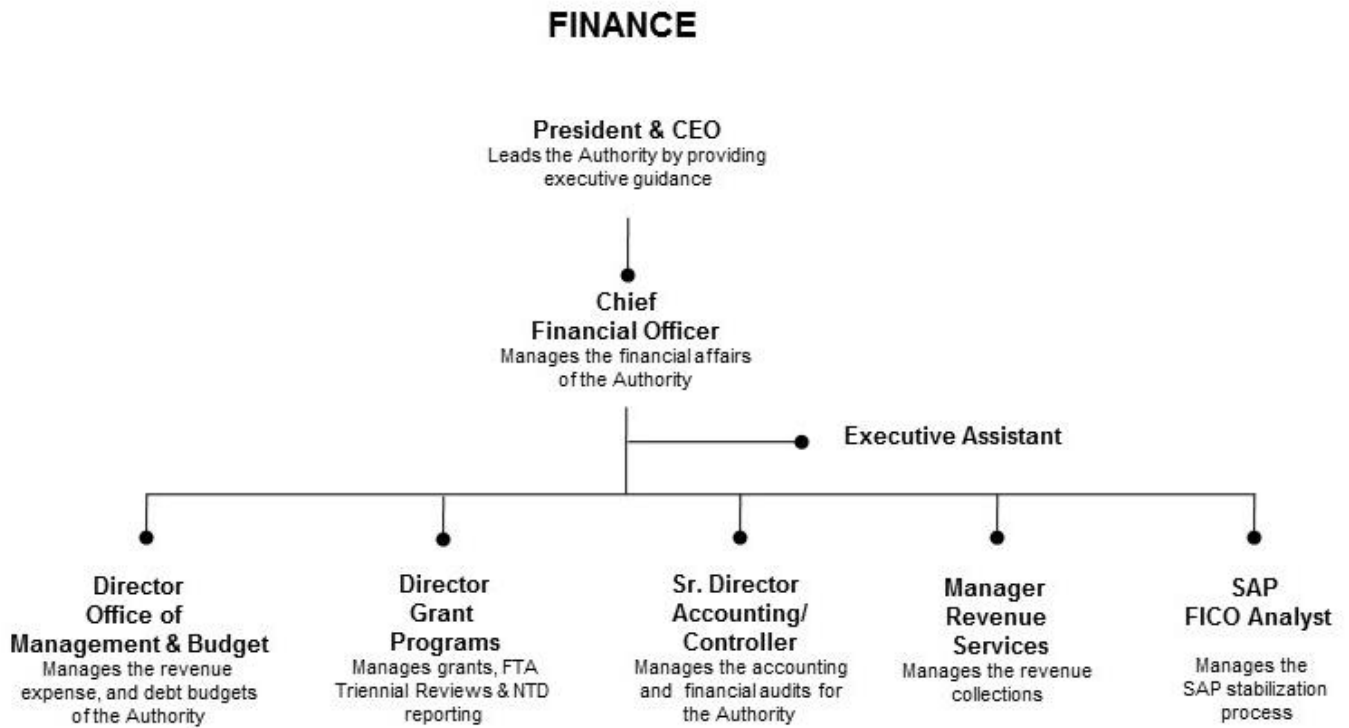 FINANCE
President & CEO
Leads the Authority by providing
executive guidance
Chief
Financial Officer
Manages the financial affairs
of the Authority
Executive Assistant
Director
Office of
Management & Budget
Manages the revenue
expense, and debt budgets
of the Authority
Director
Grant
Programs
Manages grants, FTA
Triennial Reviews & NTD
reporting
Sr. Director
Accounting/
Controller
Manages the accounting
and financial audits for
the Authority
Manager
Revenue
Services
Manages the revenue
collections
SAP
FICO Analyst
Manages the
SAP stabilization
process